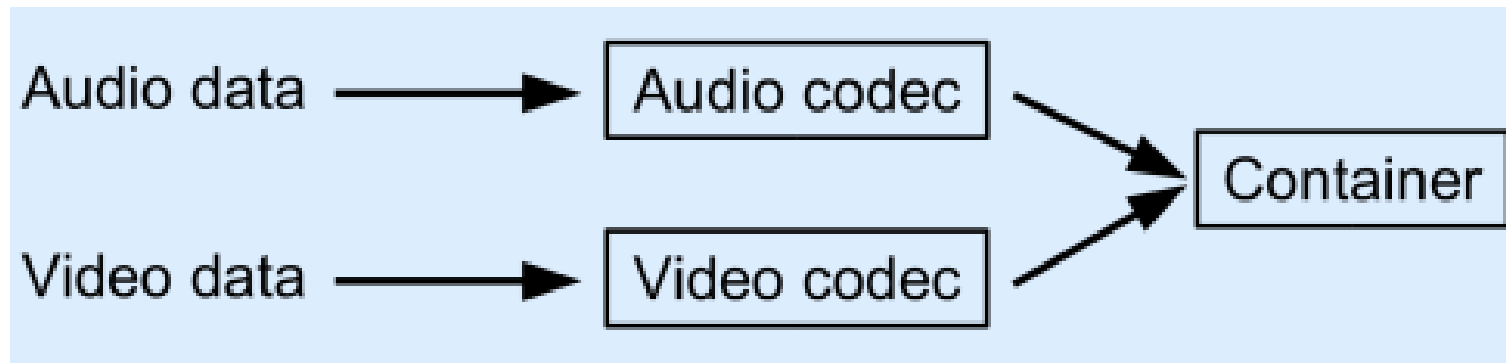 Audio data
Audio codec
Container
Video data
Video codec